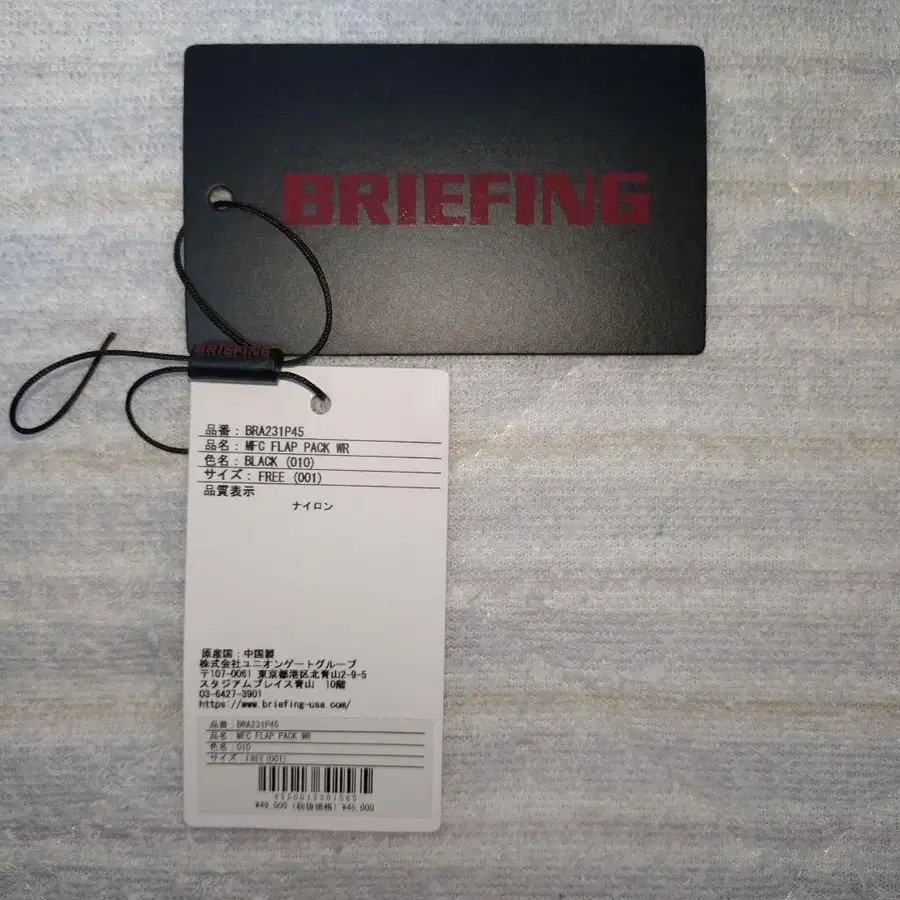 BRIEFING
BRIEFING
品番 : BRA231P45
品名 : MFC FLAP PACK WR
色名 : BLACK (010)
サイズ : FREE (001)
品質表示
ナイロン
原産国 : 中国製
株式会社ユニオンゲートグループ
〒107-0061 東京都港区北青山2-9-5
スタジアムプレイス青山 10階
03-6427-3901
https://www.briefing-usa.com/
品番 : BRA231P45
品名 : MFC FLAP PACK WR
色名 : 010
サイズ : FREE(001)
¥49,500 (税抜価格) ¥45,000